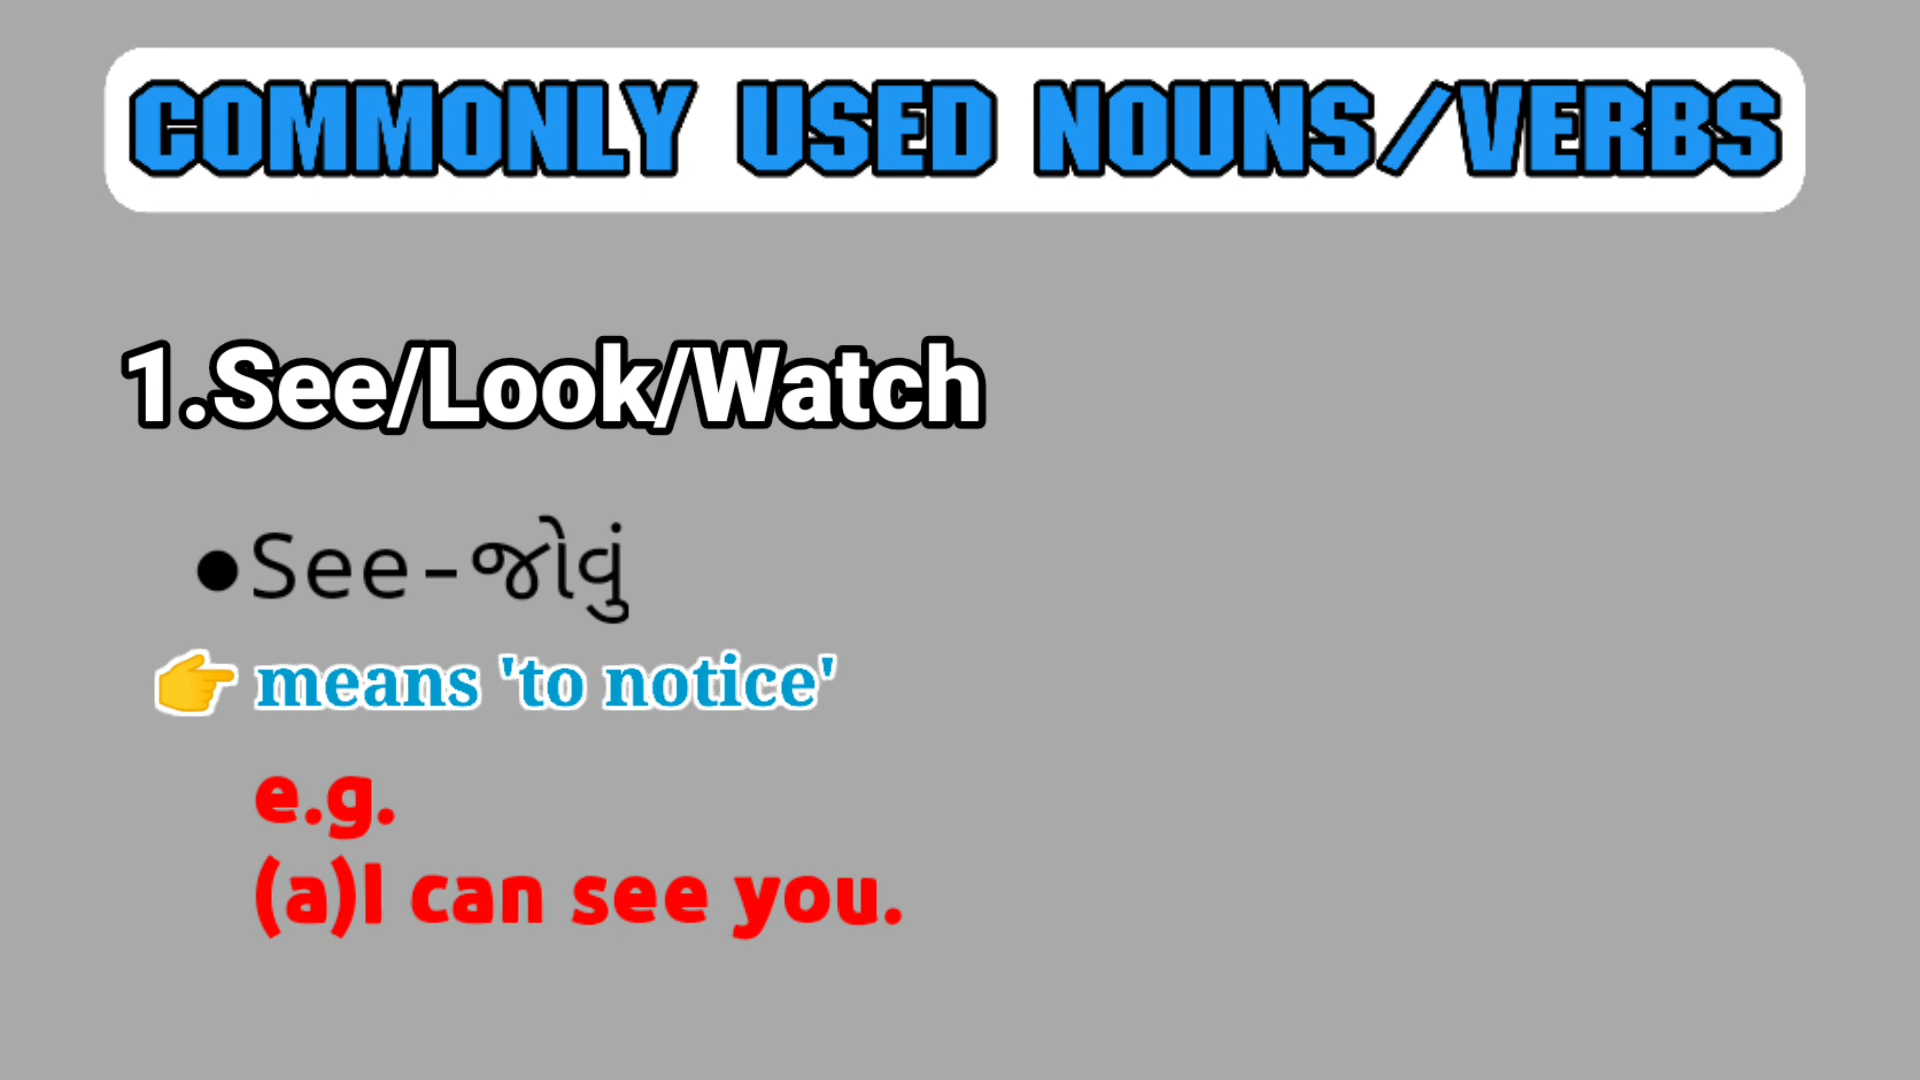 COMMONLY USED NOUNS/VERBS
1.See/Look/Watch
●See-જોવું
👉 means 'to notice'
e.g.
(a)I can see you.